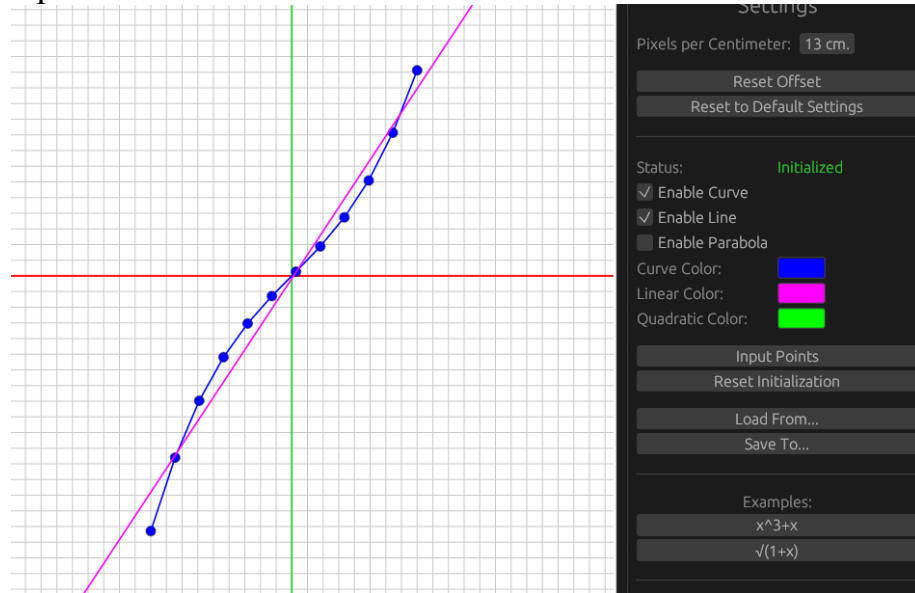 Settings
Pixels per Centimeter: 13 cm.
Reset Offset
Reset to Default Settings
Status: Initialized
Enable Curve
Enable Line
Enable Parabola
Curve Color:
Linear Color:
Quadratic Color:
Input Points
Reset Initialization
Load From...
Save To...
Examples:
x^3+x
√(1+x)